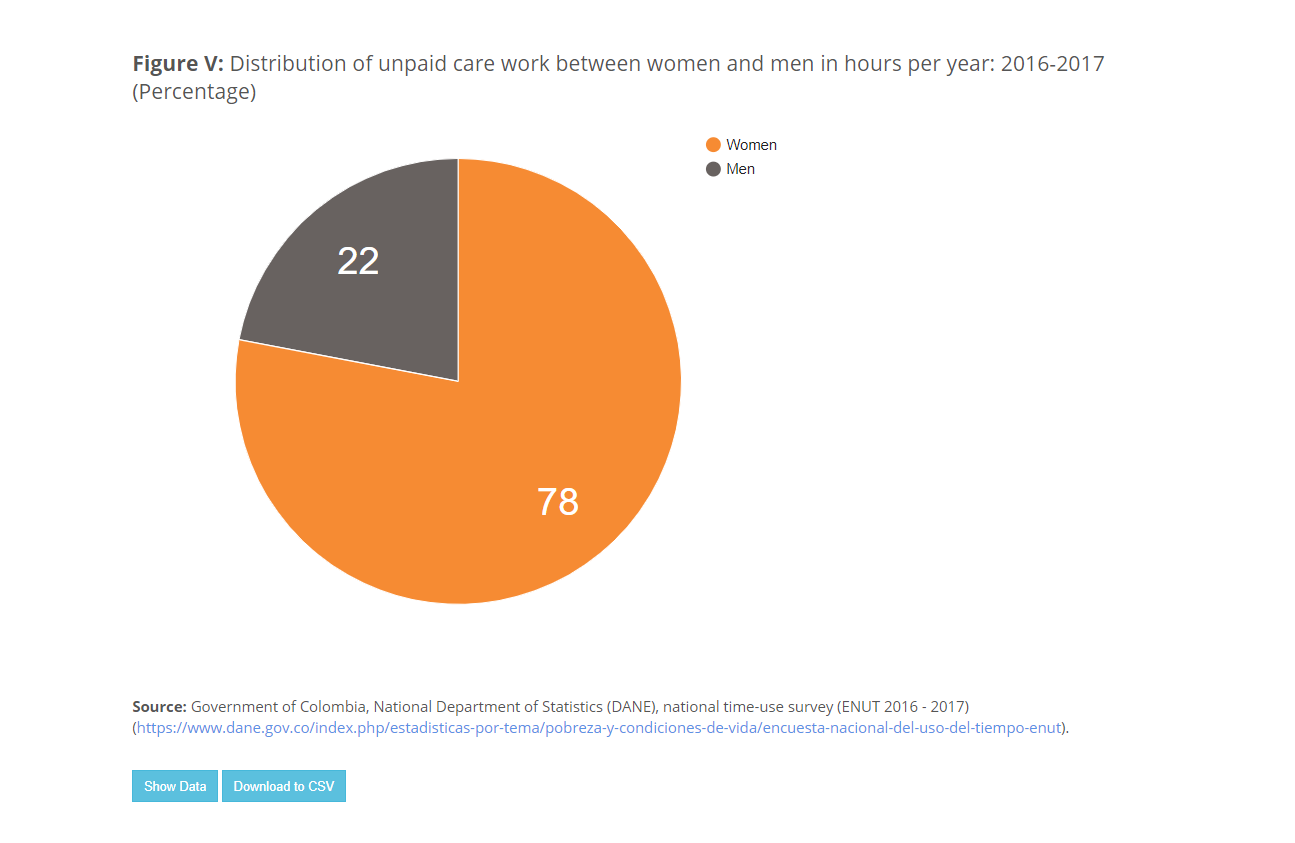 Figure V: Distribution of unpaid care work between women and men in hours per year: 2016-2017
(Percentage)
Women
Men
22
78
Source: Government of Colombia, National Department of Statistics (DANE), national time-use survey (ENUT 2016 - 2017)
(https://www.dane.gov.co/index.php/estadisticas-por-tema/pobreza-y-condiciones-de-vida/encuesta-nacional-del-uso-del-tiempo-enut).
Show Data
Download to CSV